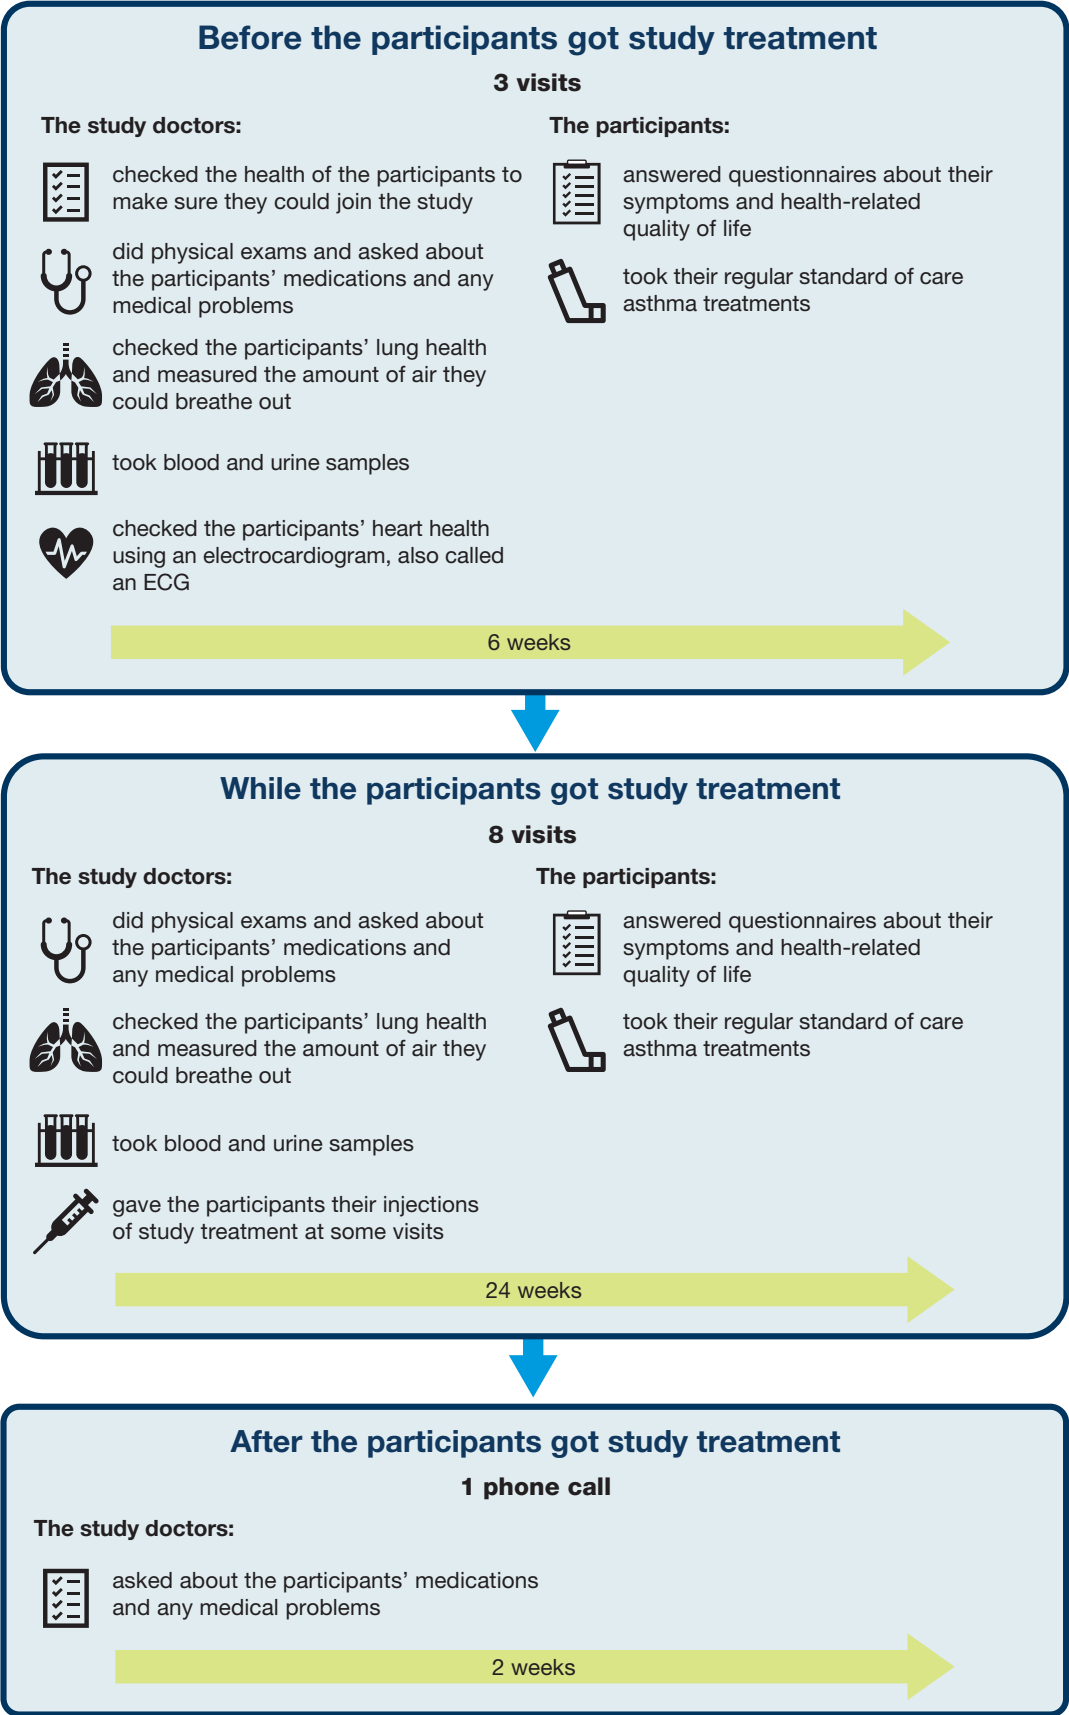 Before the participants got study treatment
3 visits
The study doctors:
checked the health of the participants to
make sure they could join the study
did physical exams and asked about
the participants’ medications and any
medical problems
checked the participants’ lung health
and measured the amount of air they
could breathe out
took blood and urine samples
checked the participants’ heart health
using an electrocardiogram, also called
an ECG
The participants:
answered questionnaires about their
symptoms and health-related
quality of life
took their regular standard of care
asthma treatments
6 weeks
While the participants got study treatment
8 visits
The study doctors:
did physical exams and asked about
the participants’ medications and
any medical problems
checked the participants’ lung health
and measured the amount of air they
could breathe out
took blood and urine samples
gave the participants their injections
of study treatment at some visits
The participants:
answered questionnaires about their
symptoms and health-related
quality of life
took their regular standard of care
asthma treatments
24 weeks
After the participants got study treatment
1 phone call
The study doctors:
asked about the participants’ medications
and any medical problems
2 weeks